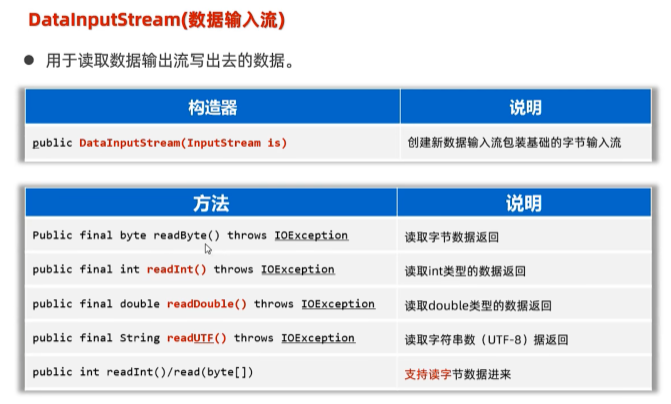 DataInputStream(数据输入流)
● 用于读取数据输出流写出去的数据。
构造器 说明
public DataInputStream(InputStream is) 创建新数据输入流包装基础的字节输入流
方法 说明
Public final byte readByte() throws IOException 读取字节数据返回
public final int readInt() throws IOException 读取int类型的数据返回
public final double readDouble() throws IOException 读取double类型的数据返回
public final String readUTF() throws IOException 读取字符串数（UTF-8）据返回
public int readInt()/read(byte[]) 支持读字节数据进来